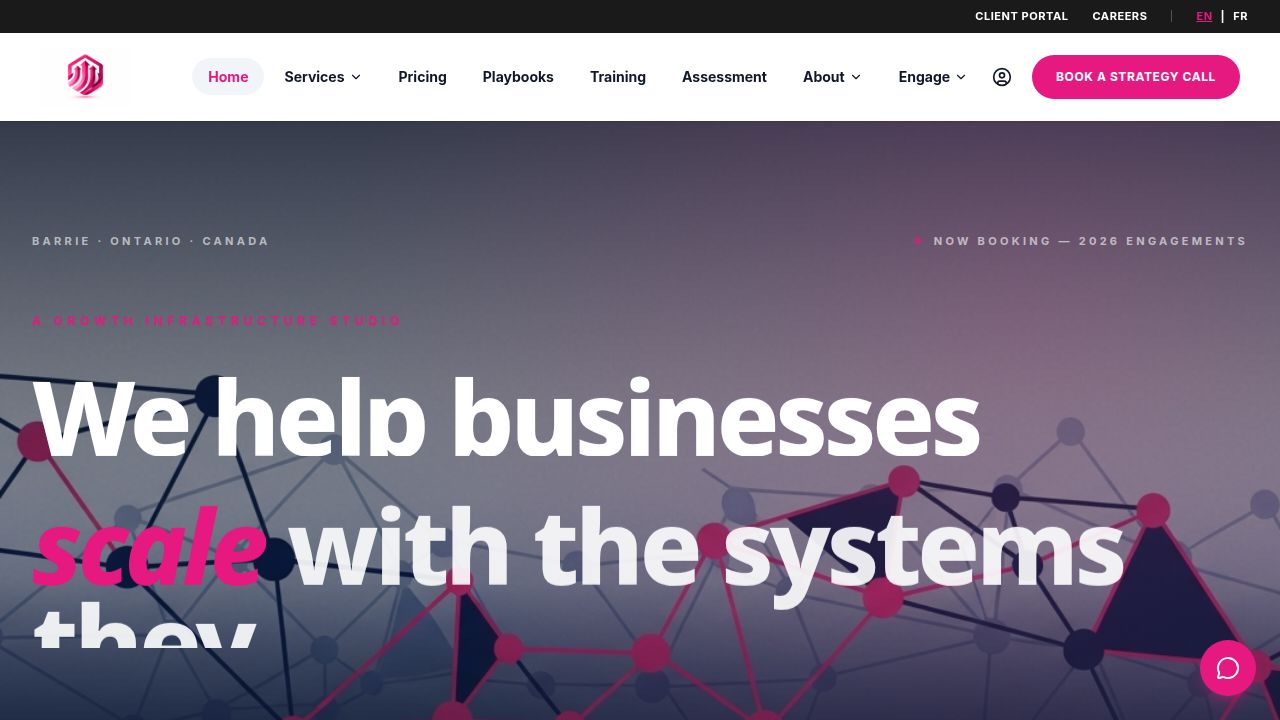 CLIENT PORTAL CAREERS EN | FR
Home Services Pricing Playbooks Training Assessment About Engage BOOK A STRATEGY CALL
BARRIE · ONTARIO · CANADA
NOW BOOKING — 2026 ENGAGEMENTS
A GROWTH INFRASTRUCTURE STUDIO
We help businesses
scale with the systems
they